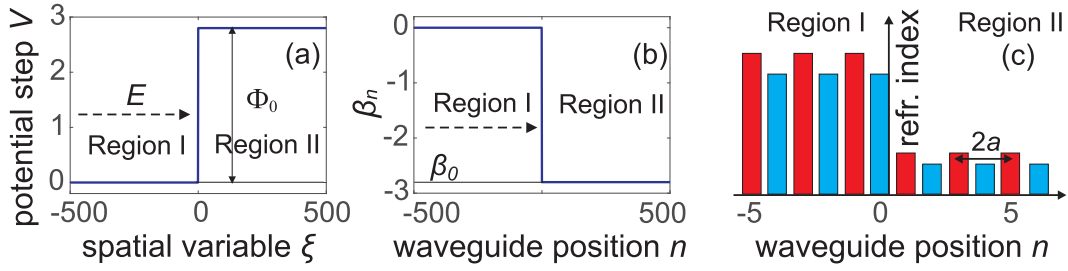 potential step V
3
2
1
0
(a)
E
Φ0
Region I
Region II
-500
0
500
spatial variable ξ
βn
0
-1
-2
-3
(b)
Region I
Region II
β0
-500
0
500
waveguide position n
Region I
Region II
(c)
refr. index
2a
-5
0
5
waveguide position n